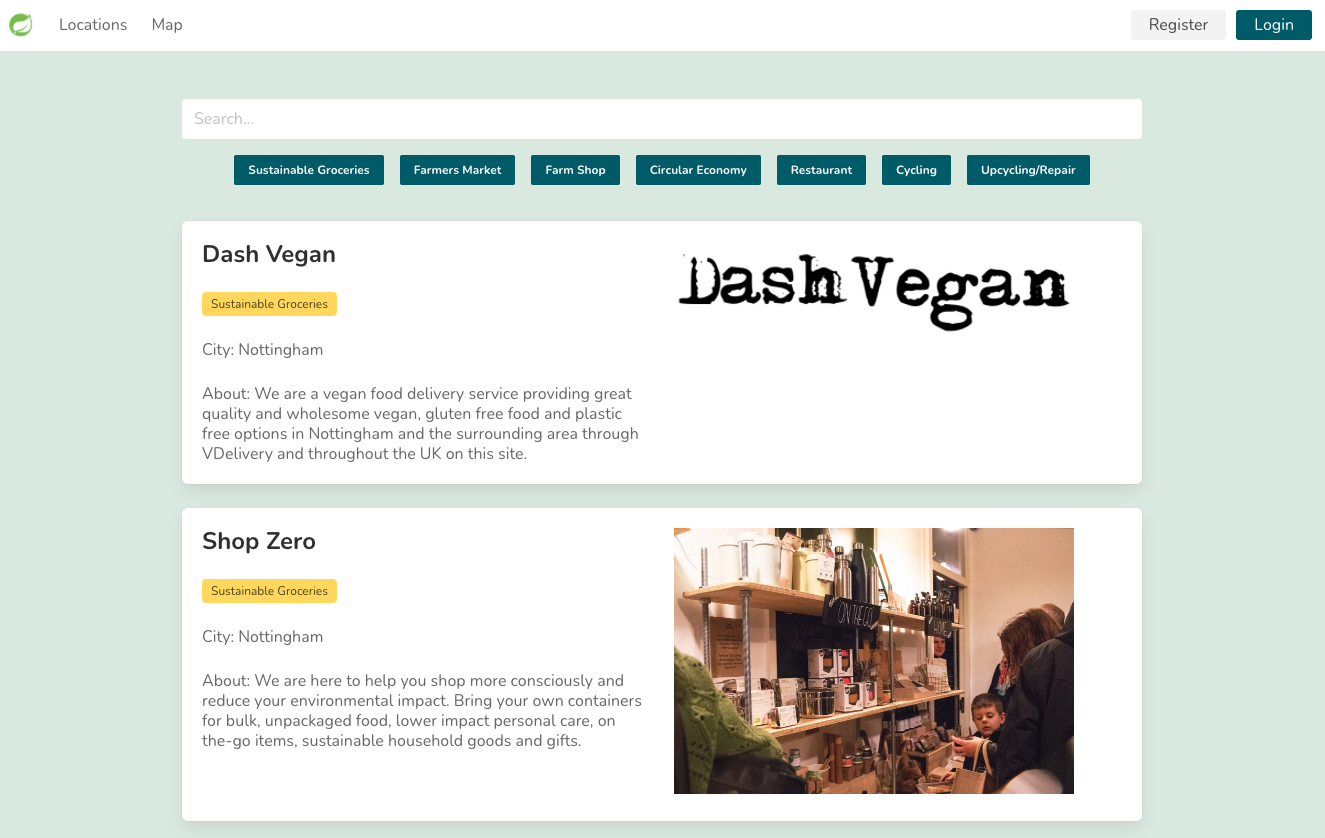 Locations Map Register Login
Search...
Sustainable Groceries Farmers Market Farm Shop Circular Economy Restaurant Cycling Upcycling/Repair
Dash Vegan
Dash Vegan
Sustainable Groceries
City: Nottingham
About: We are a vegan food delivery service providing great
quality and wholesome vegan, gluten free food and plastic
free options in Nottingham and the surrounding area through
VDelivery and throughout the UK on this site.
Shop Zero
Sustainable Groceries
City: Nottingham
About: We are here to help you shop more consciously and
reduce your environmental impact. Bring your own containers
for bulk, unpackaged food, lower impact personal care, on
the-go items, sustainable household goods and gifts.
ON THE GO